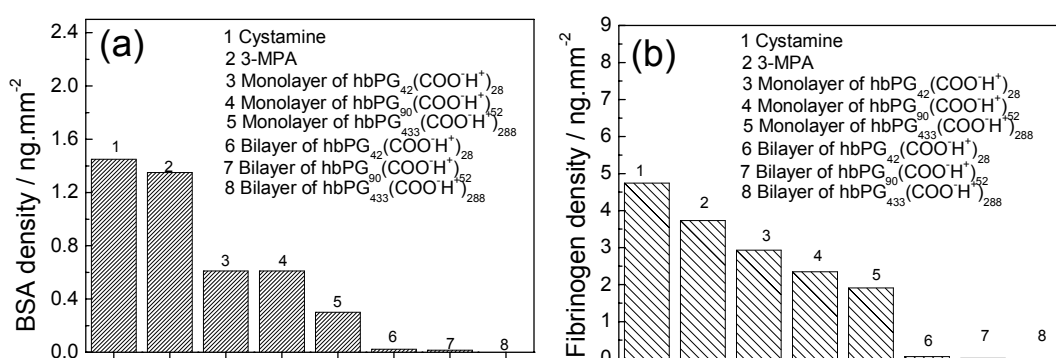 (a)
BSA density / ng.mm-2
2.4
2.0
1.6
1.2
0.8
0.4
0.0
1 Cystamine
2 3-MPA
3 Monolayer of hbPG42(COO-H+)28
4 Monolayer of hbPG90(COO-H+)52
5 Monolayer of hbPG433(COO-H+)288
6 Bilayer of hbPG42(COO-H+)28
7 Bilayer of hbPG90(COO-H+)52
8 Bilayer of hbPG433(COO-H+)288
1
2
3
4
5
6
7
8
(b)
Fibrinogen density / ng.mm-2
9
8
7
6
5
4
3
2
1
0
1 Cystamine
2 3-MPA
3 Monolayer of hbPG42(COO-H+)28
4 Monolayer of hbPG90(COO-H+)52
5 Monolayer of hbPG433(COO-H+)288
6 Bilayer of hbPG42(COO-H+)28
7 Bilayer of hbPG90(COO-H+)52
8 Bilayer of hbPG433(COO-H+)288
1
2
3
4
5
6
7
8